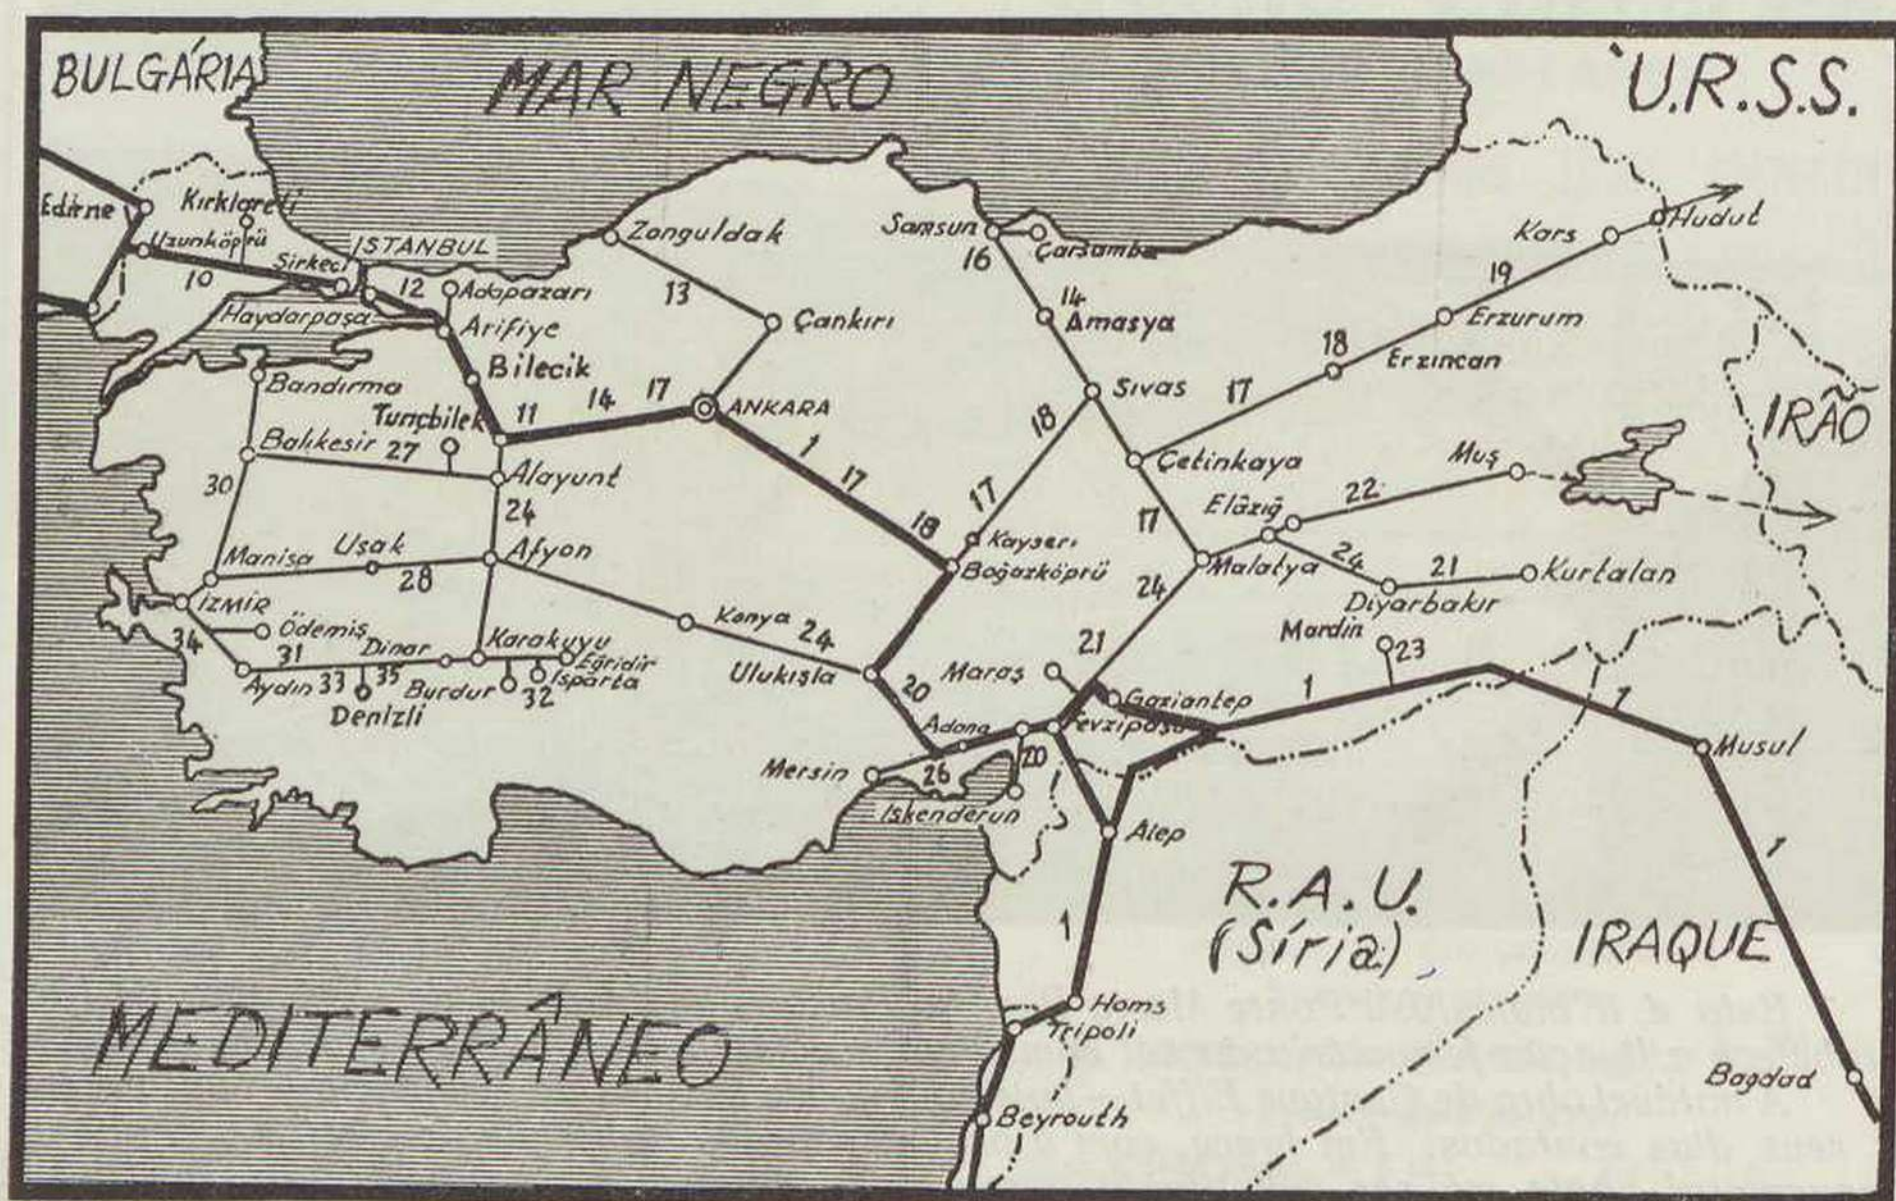 BULGÁRIA
MAR NEGRO
U.R.S.S.
Edirne
Kırklareli
Uzunköprü
ISTANBUL
Sirkeci
10
12
Adapazarı
Haydarpaşa
Arifiye
Zonguldak
13
Çankırı
Samsun
16
Çarşamba
14
Amasya
Kars
Hudut
19
Erzurum
18
Erzincan
17
Bilecik
Bandırma
Tunçbilek
11
14
17
ANKARA
Sıvas
18
IRÃO
Balıkesir
27
Alayunt
30
24
1
17
18
17
Çetinkaya
17
Muş
22
Elâzığ
Manisa
Uşak
28
Afyon
Kayseri
Boğazköprü
Malatya
24
24
21
Kurtalan
Diyarbakır
IZMIR
Ödemiş
34
31
Dinar
Karakuyu
Eğridir
Isparta
32
Burdur
Aydın
33
35
Denizli
Konya
24
Ulukışla
20
Maraş
21
Mardin
23
Gaziantep
1
1
Fevzipaşa
Adana
20
Mersin
26
Iskenderun
Musul
1
Alep
1
R.A.U.
(Síria)
IRAQUE
MEDITERRÂNEO
Homs
Tripoli
Bagdad
Beyrouth